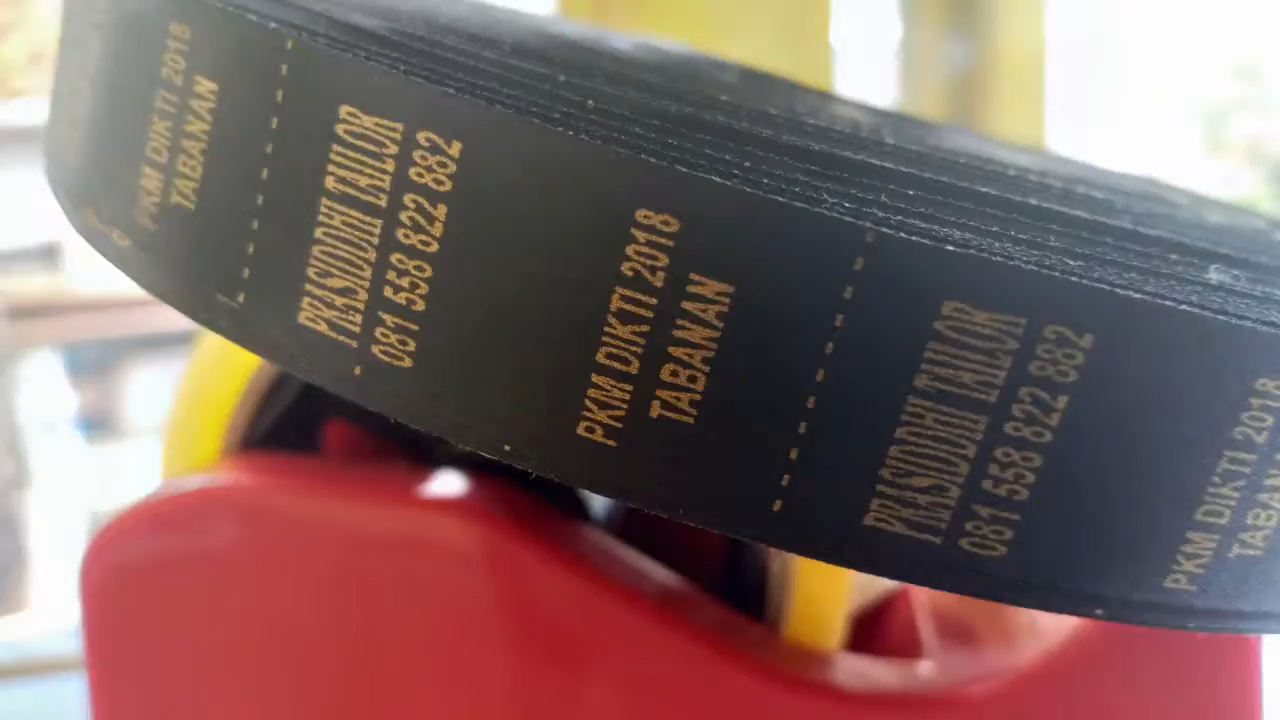 PKM DIKTI 2018
TABANAN
PRASIDDHI TAILOR
081 558 822 882
PKM DIKTI 2018
TABANAN
PRASIDDHI TAILOR
081 558 822 882
PKM DIKTI 2018